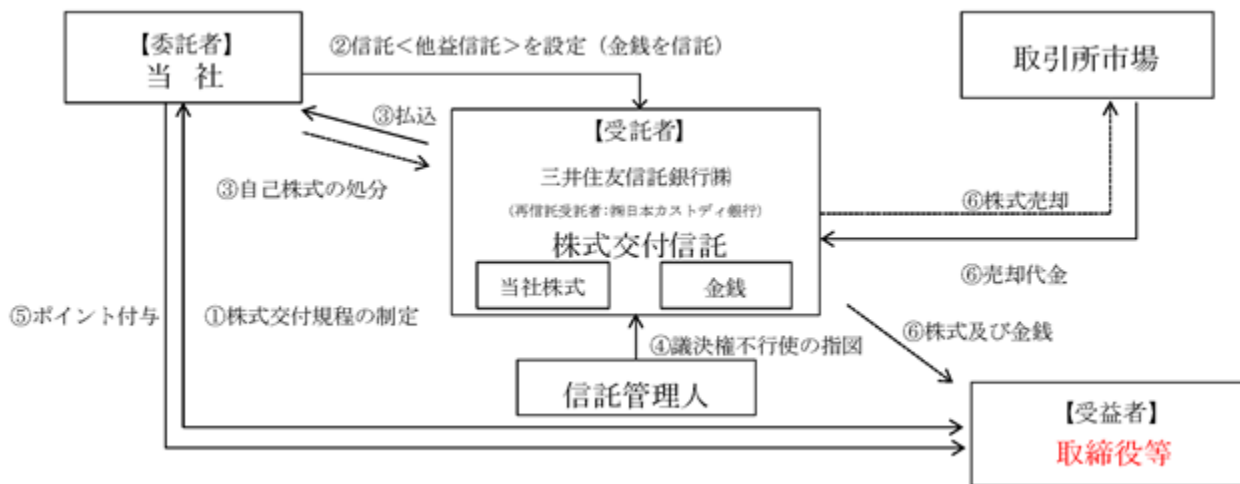 【委託者】
当 社
②信託＜他益信託＞を設定（金銭を信託）
取引所市場
③払込
③自己株式の処分
【受託者】
三井住友信託銀行㈱
（再信託受託者：㈱日本カストディ銀行）
株式交付信託
当社株式
金銭
⑥株式売却
⑥売却代金
⑤ポイント付与
①株式交付規程の制定
④議決権不行使の指図
⑥株式及び金銭
信託管理人
【受益者】
取締役等